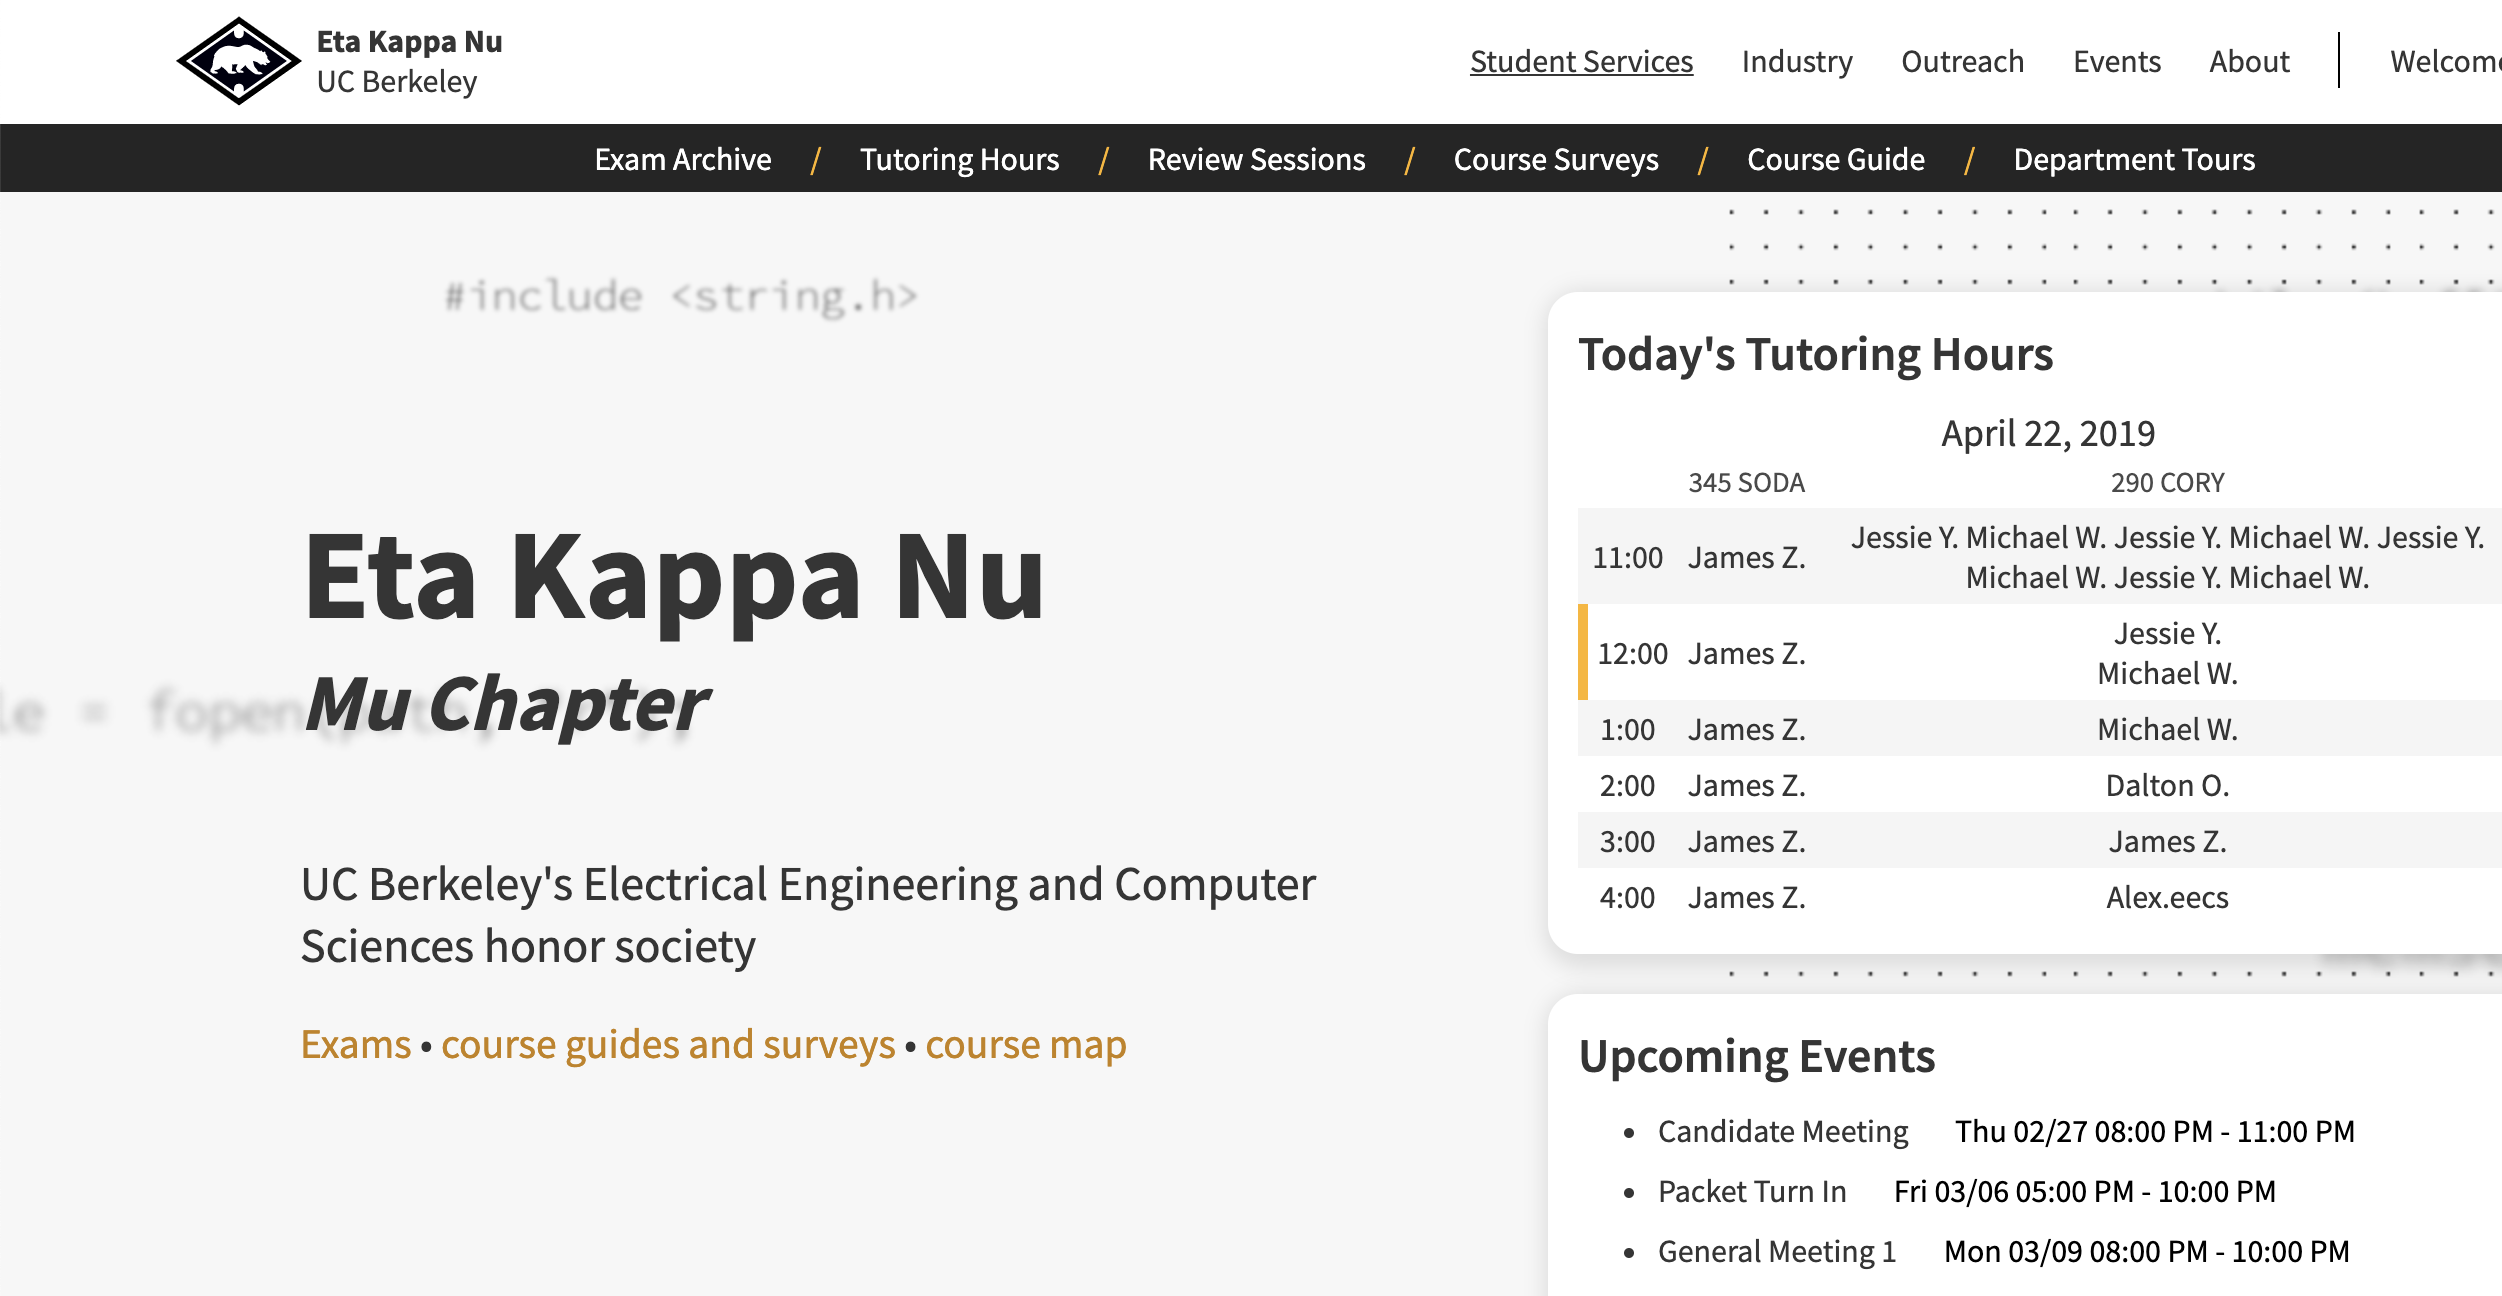 Eta Kappa Nu
UC Berkeley
Student Services Industry Outreach Events About
Exam Archive / Tutoring Hours / Review Sessions / Course Surveys / Course Guide / Department Tours
#include <string.h>
Eta Kappa Nu
Mu Chapter
UC Berkeley's Electrical Engineering and Computer
Sciences honor society
Exams • course guides and surveys • course map
Today's Tutoring Hours
April 22, 2019
345 SODA 290 CORY
11:00 James Z. Jessie Y. Michael W. Jessie Y. Michael W. Jessie Y.
Michael W. Jessie Y. Michael W.
12:00 James Z. Jessie Y.
Michael W.
1:00 James Z. Michael W.
2:00 James Z. Dalton O.
3:00 James Z. James Z.
4:00 James Z. Alex.eecs
Upcoming Events
• Candidate Meeting Thu 02/27 08:00 PM - 11:00 PM
• Packet Turn In Fri 03/06 05:00 PM - 10:00 PM
• General Meeting 1 Mon 03/09 08:00 PM - 10:00 PM